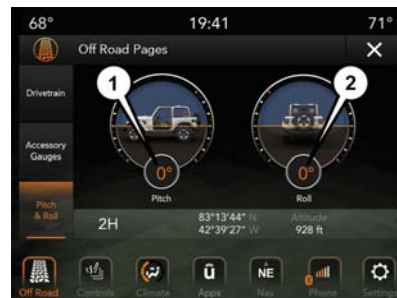 68° 19:41 71°
Off Road Pages X
1 2
Drivetrain
Accessory
Gauges
Pitch
& Roll
0° 0°
Pitch Roll
2H
83°13'44" N Altitude
42°39'27" W 928 ft
NE
Off Road Controls Climate Apps Nav Phone Settings